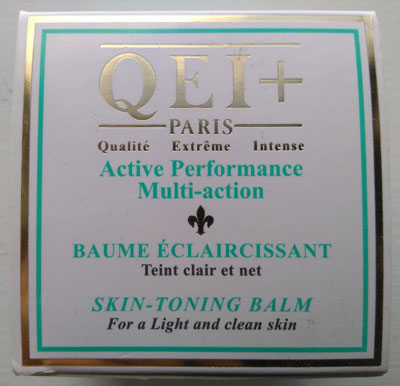 QEI+
PARIS
Qualité Extrême Intense
Active Performance
Multi-action
BAUME ÉCLAIRCISSANT
Teint clair et net
SKIN-TONING BALM
For a Light and clean skin